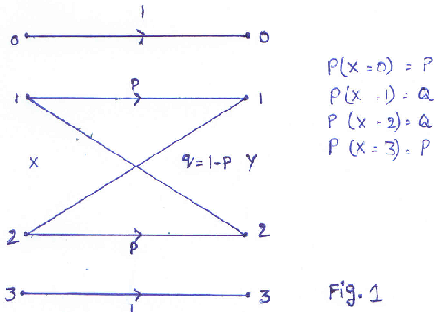 1
0 0
P(X = 0) = P
1 P 1
P(X = 1) = Q
P(X = 2) = Q
X q = 1 - P Y
P(X = 3) = P
2 P 2
3 1 3
Fig. 1